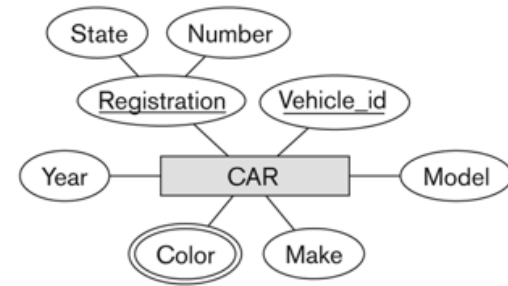 State Number
Registration Vehicle_id
Year CAR Model
Color Make